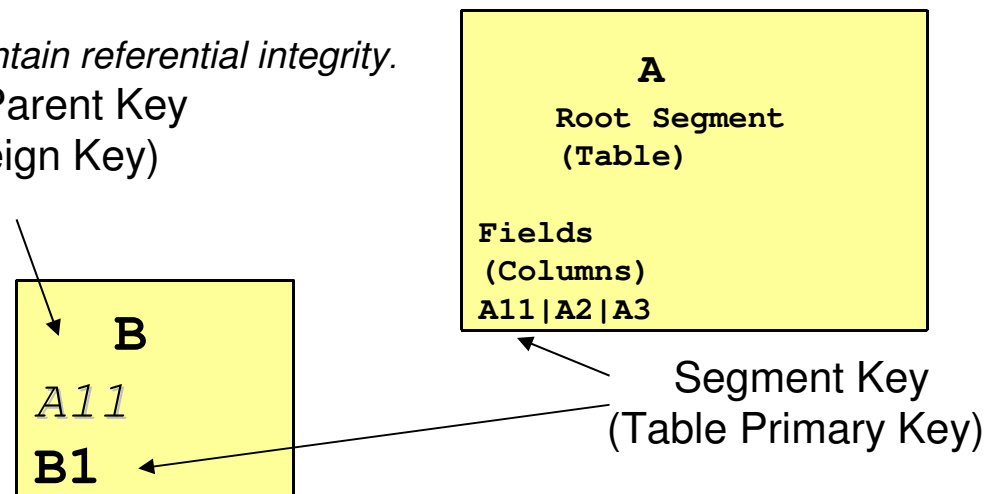 ntain referential integrity.
Parent Key
eign Key)
A
Root Segment
(Table)
Fields
(Columns)
A11|A2|A3
B
A11
B1
Segment Key
(Table Primary Key)